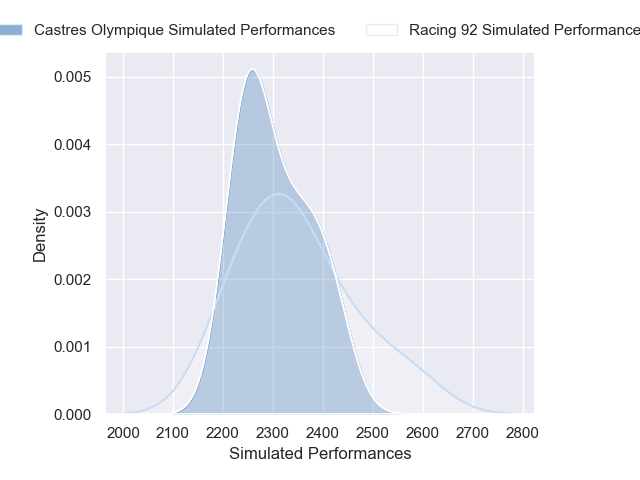 Castres Olympique Simulated Performances
Racing 92 Simulated Performance
0.005
0.004
0.003
0.002
0.001
0.000
Density
2000 2100 2200 2300 2400 2500 2600 2700 2800
Simulated Performances